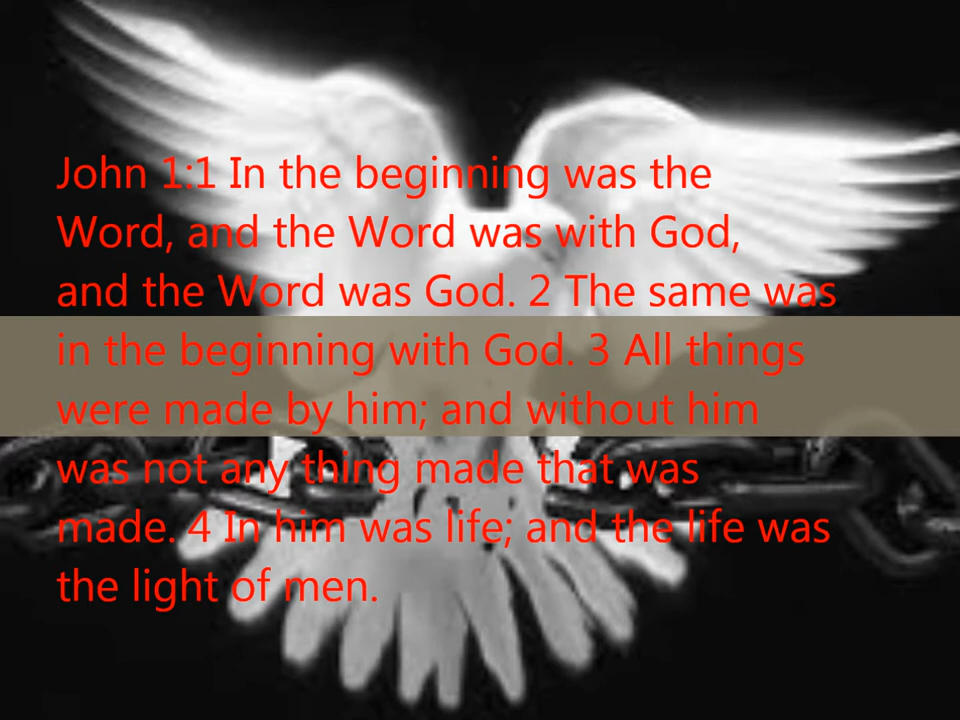 John 1:1 In the beginning was the
Word, and the Word was with God,
and the Word was God. 2 The same was
in the beginning with God. 3 All things
were made by him; and without him
was not any thing made that was
made. 4 In him was life; and the life was
the light of men.